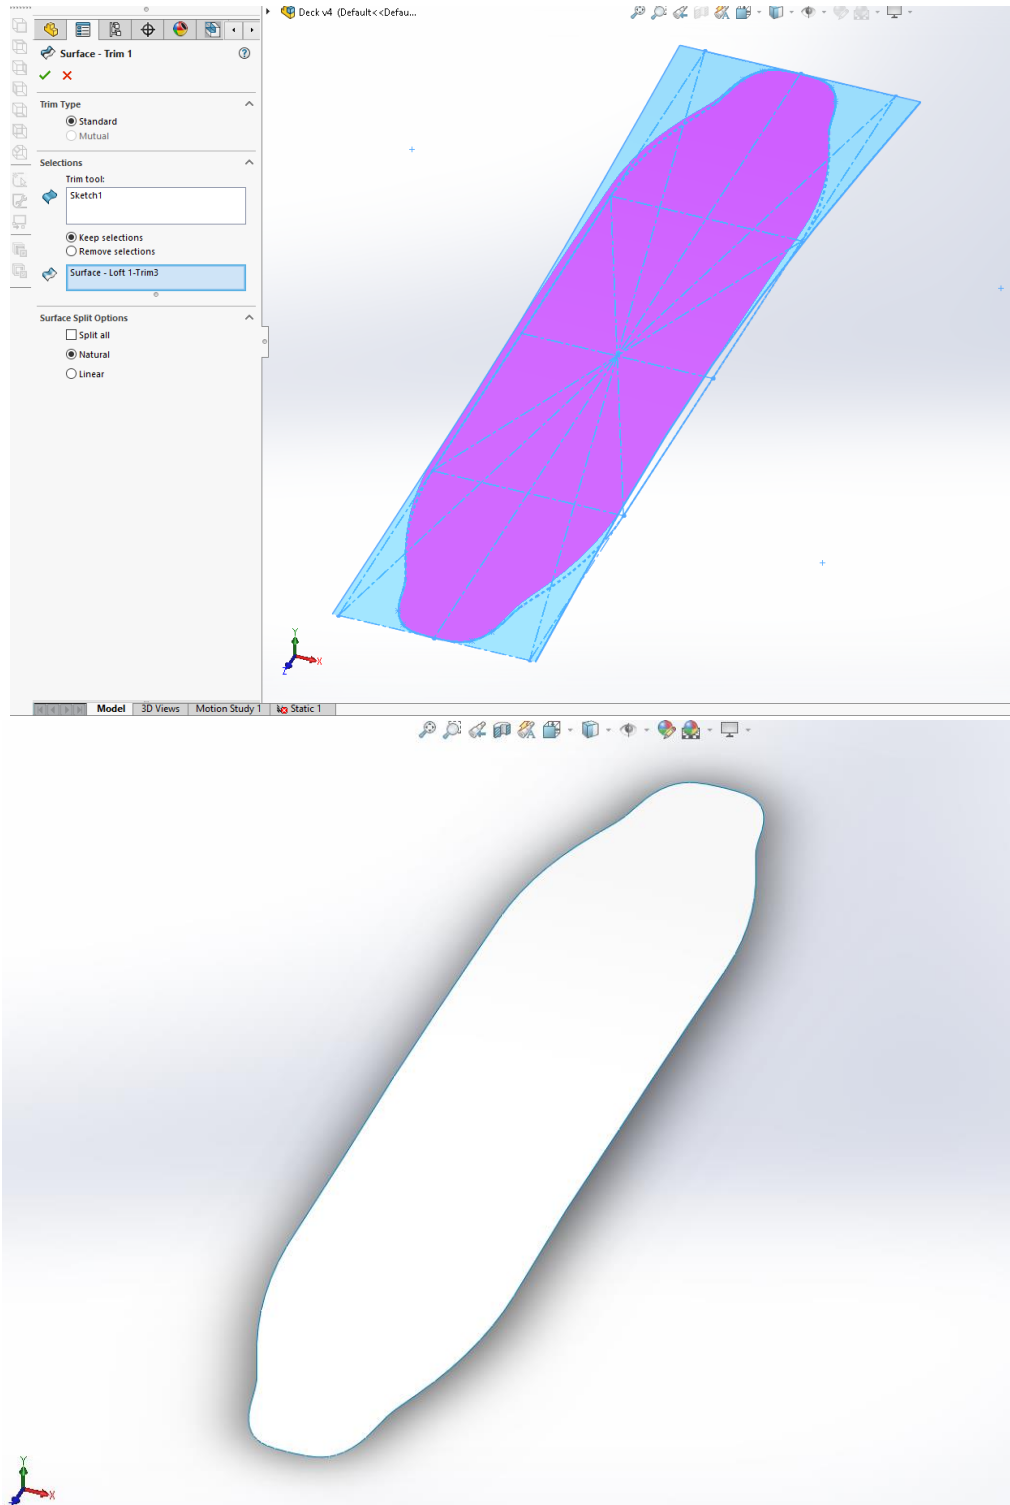 Deck v4 (Default<<Defau...
Surface - Trim 1
Trim Type
Standard
Mutual
Selections
Trim tool:
Sketch1
Keep selections
Remove selections
Surface - Loft 1-Trim3
Surface Split Options
Split all
Natural
Linear
Y
X
Z
Model 3D Views Motion Study 1 Static 1
Y
X